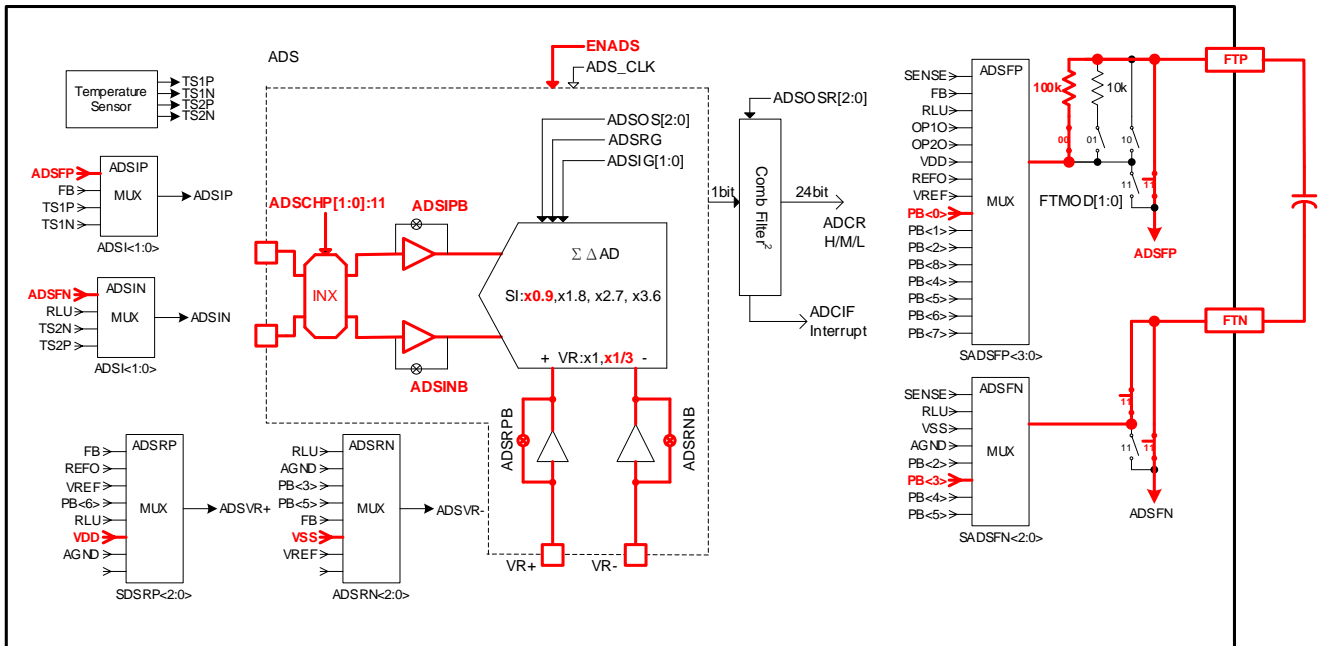 ADS
ENADS
ADS_CLK
Temperature
Sensor
TS1P
TS1N
TS2P
TS2N
ADSFP
FB
TS1P
TS1N
ADSIP
MUX
ADSIP
ADSI<1:0>
ADSFN
RLU
TS2N
TS2P
ADSIN
MUX
ADSIN
ADSI<1:0>
ADSCHP[1:0]:11
INX
ADSIPB
ADSINB
ADSOS[2:0]
ADSRG
ADSIG[1:0]
Σ Δ AD
SI:x0.9,x1.8, x2.7, x3.6
+ VR:x1,x1/3 -
ADSRPB
ADSRNB
VR+
VR-
1bit
ADSOSR[2:0]
Comb Filter²
24bit
ADCR
H/M/L
ADCIF
Interrupt
FB
REFO
VREF
PB<6>
RLU
VDD
AGND
ADSRP
MUX
ADSVR+
SDSRP<2:0>
RLU
AGND
PB<3>
PB<5>
FB
VSS
VREF
ADSRN
MUX
ADSVR-
ADSRN<2:0>
SENSE
FB
RLU
OP1O
OP2O
VDD
REFO
VREF
PB<0>
PB<1>
PB<2>
PB<8>
PB<4>
PB<5>
PB<6>
PB<7>
ADSFP
MUX
SADSFP<3:0>
100k
10k
00
01
10
11
11
FTMOD[1:0]
ADSFP
FTP
FTN
SENSE
RLU
VSS
AGND
PB<2>
PB<3>
PB<4>
PB<5>
ADSFN
MUX
SADSFN<2:0>
11
11
11
ADSFN